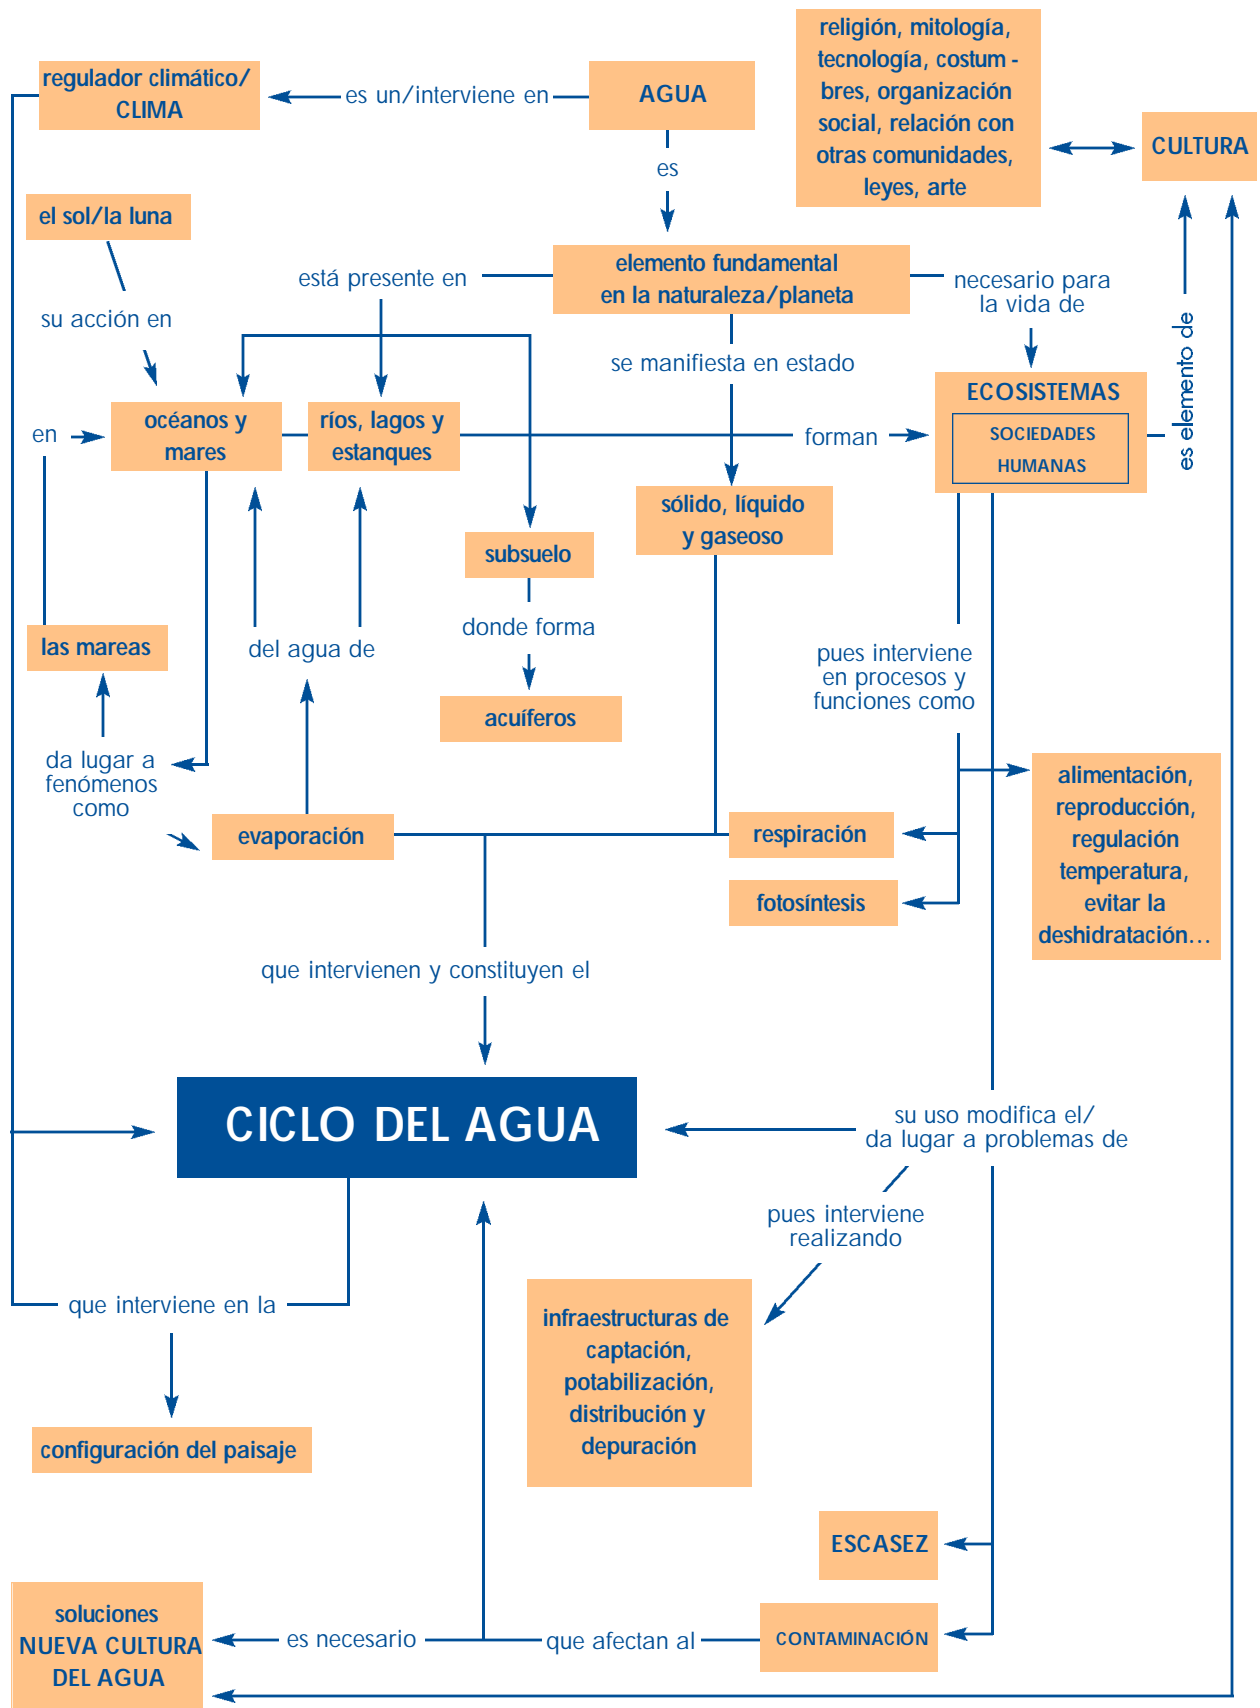 religión, mitología,
tecnología, costum -
bres, organización
social, relación con
otras comunidades,
leyes, arte
regulador climático/
CLIMA
es un/interviene en
AGUA
CULTURA
es
el sol/la luna
elemento fundamental
en la naturaleza/planeta
está presente en
necesario para
la vida de
su acción en
se manifiesta en estado
es elemento de
ECOSISTEMAS
SOCIEDADES
HUMANAS
en
océanos y
mares
ríos, lagos y
estanques
forman
sólido, líquido
y gaseoso
subsuelo
donde forma
las mareas
del agua de
pues interviene
en procesos y
funciones como
acuíferos
da lugar a
fenómenos
como
alimentación,
reproducción,
regulación
temperatura,
evitar la
deshidratación...
evaporación
respiración
fotosíntesis
que intervienen y constituyen el
CICLO DEL AGUA
su uso modifica el/
da lugar a problemas de
pues interviene
realizando
que interviene en la
infraestructuras de
captación,
potabilización,
distribución y
depuración
configuración del paisaje
ESCASEZ
soluciones
NUEVA CULTURA
DEL AGUA
es necesario
que afectan al
CONTAMINACIÓN